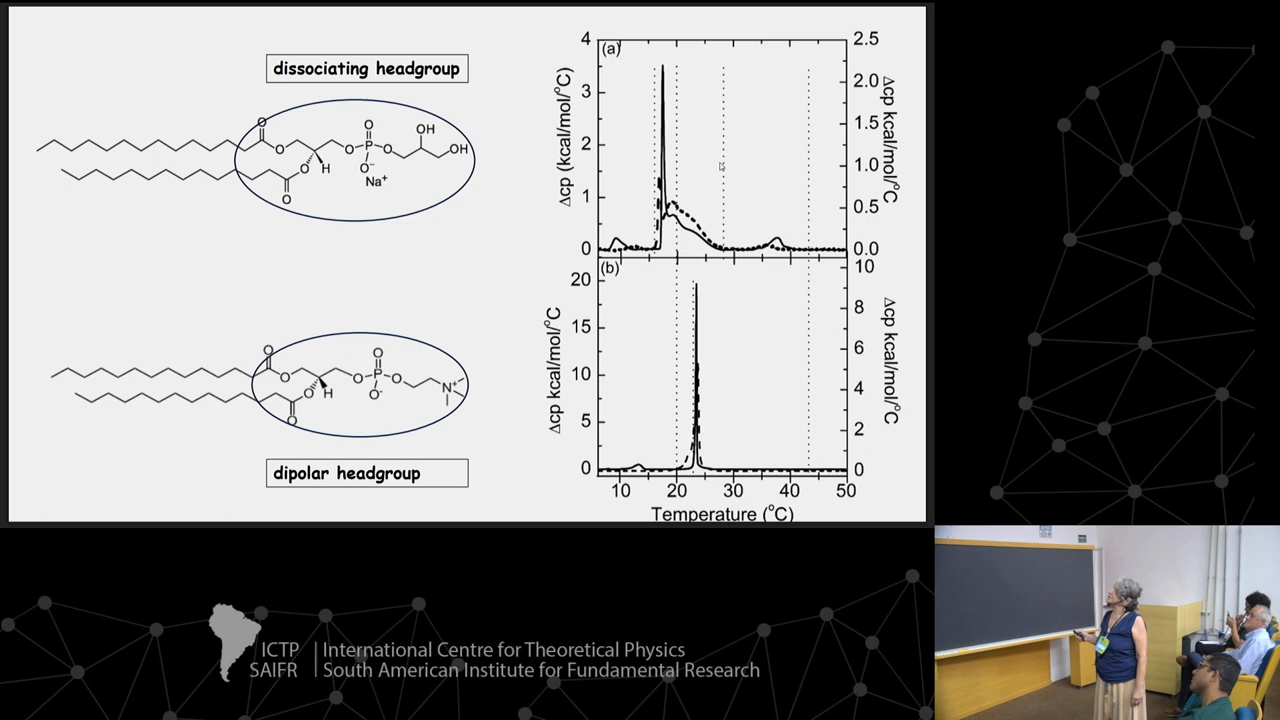 dissociating headgroup
O
O
O
H
O
O
O
P
O⁻
Na⁺
O
OH
OH
O
O
O
H
O
O
O
P
O⁻
O
N⁺
dipolar headgroup
(a)
4
3
2
1
0
Δcp (kcal/mol/°C)
2.5
2.0
1.5
1.0
0.5
0.0
Δcp kcal/mol/°C
(b)
20
15
10
5
0
Δcp kcal/mol/°C
10
8
6
4
2
0
Δcp kcal/mol/°C
10 20 30 40 50
Temperature (°C)
ICTP
SAIFR
International Centre for Theoretical Physics
South American Institute for Fundamental Research